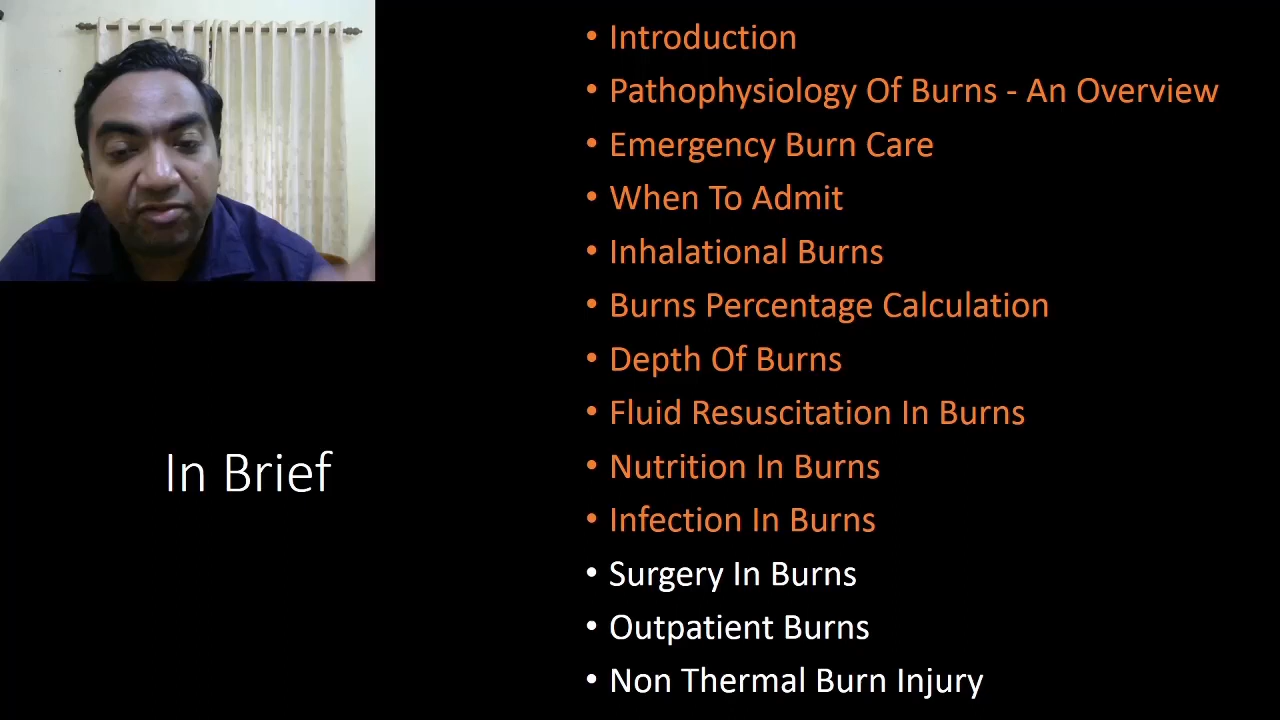 In Brief
• Introduction
• Pathophysiology Of Burns - An Overview
• Emergency Burn Care
• When To Admit
• Inhalational Burns
• Burns Percentage Calculation
• Depth Of Burns
• Fluid Resuscitation In Burns
• Nutrition In Burns
• Infection In Burns
• Surgery In Burns
• Outpatient Burns
• Non Thermal Burn Injury